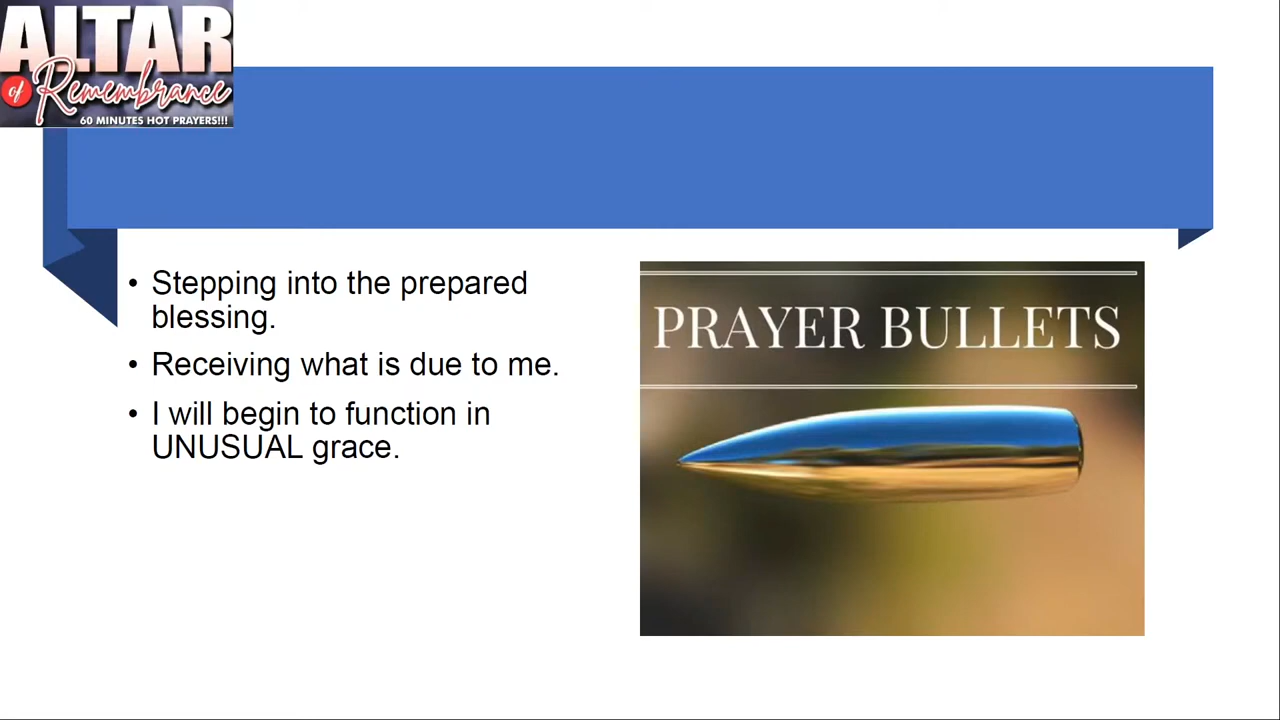 ALTAR
of Remembrance
60 MINUTES HOT PRAYERS!!!
• Stepping into the prepared
blessing.
• Receiving what is due to me.
• I will begin to function in
UNUSUAL grace.
PRAYER BULLETS